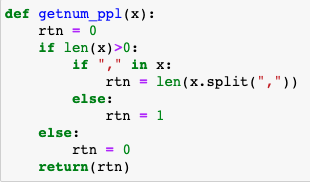 def getnum_ppl(x):
    rtn = 0
    if len(x)>0:
        if "," in x:
            rtn = len(x.split(","))
        else:
            rtn = 1
    else:
        rtn = 0
    return(rtn)